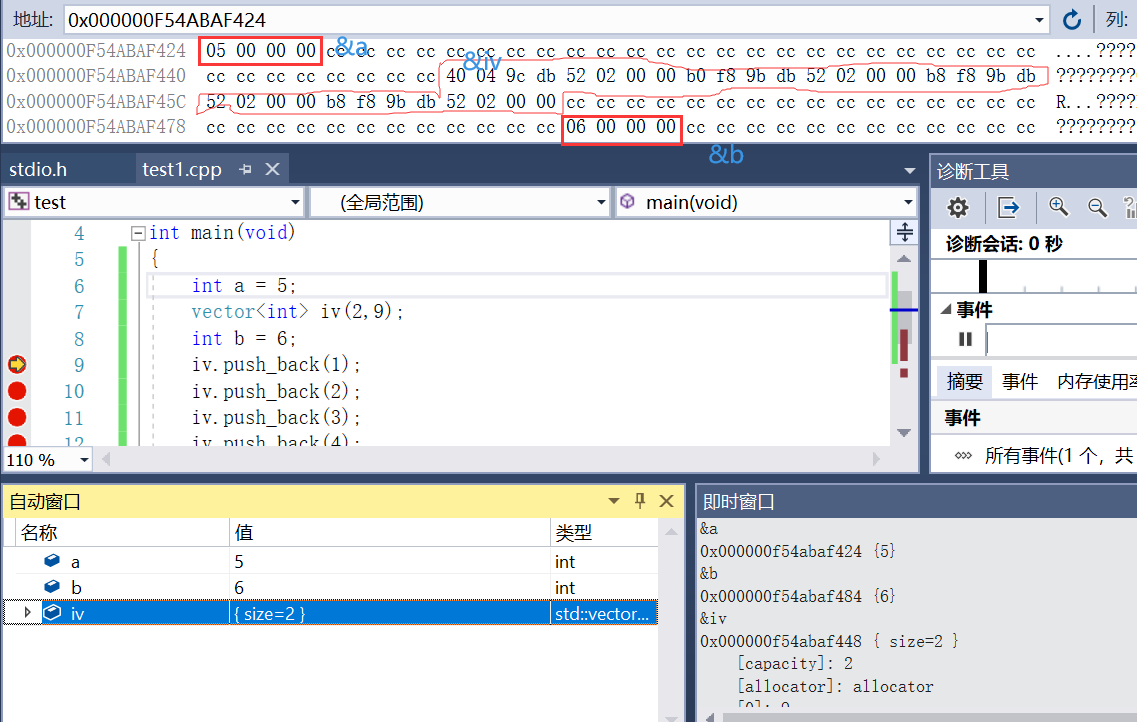 地址: 0x000000F54ABAF424 列:
0x000000F54ABAF424 05 00 00 00 cc cc cc cc cc cc cc cc cc cc cc cc cc cc cc cc cc cc cc cc cc cc cc cc ....????
&a
&iv
0x000000F54ABAF440 cc cc cc cc cc cc cc cc 40 04 9c db 52 02 00 00 b0 f8 9b db 52 02 00 00 b8 f8 9b db ????????
0x000000F54ABAF45C 52 02 00 00 b8 f8 9b db 52 02 00 00 cc cc cc cc cc cc cc cc cc cc cc cc cc cc cc cc R...????
0x000000F54ABAF478 cc cc cc cc cc cc cc cc cc cc cc cc 06 00 00 00 cc cc cc cc cc cc cc cc cc cc cc cc ????????
&b
stdio.h test1.cpp
诊断工具
test (全局范围) main(void)
4 int main(void)
5 {
6 int a = 5;
7 vector<int> iv(2,9);
8 int b = 6;
9 iv.push_back(1);
10 iv.push_back(2);
11 iv.push_back(3);
12 iv.push_back(4);
110 %
诊断会话: 0 秒
事件
摘要 事件 内存使用率
事件
所有事件(1 个，共
自动窗口
名称 值 类型
a 5 int
b 6 int
iv { size=2 } std::vector...
即时窗口
&a
0x000000f54abaf424 {5}
&b
0x000000f54abaf484 {6}
&iv
0x000000f54abaf448 { size=2 }
[capacity]: 2
[allocator]: allocator
[0]: 9